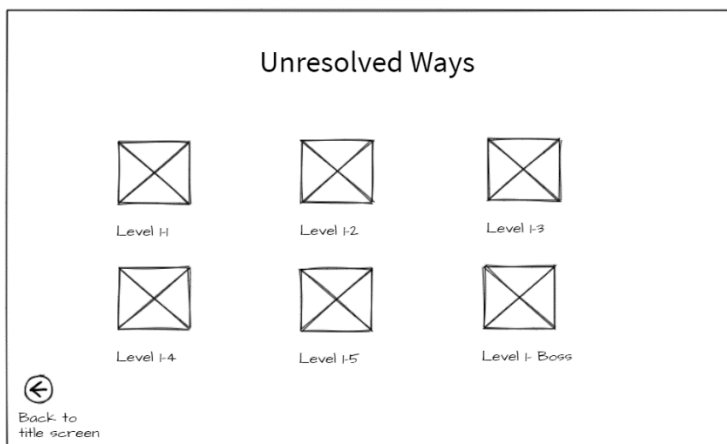 Unresolved Ways
Level 1-1
Level 1-2
Level 1-3
Level 1-4
Level 1-5
Level 1- Boss
Back to
title screen